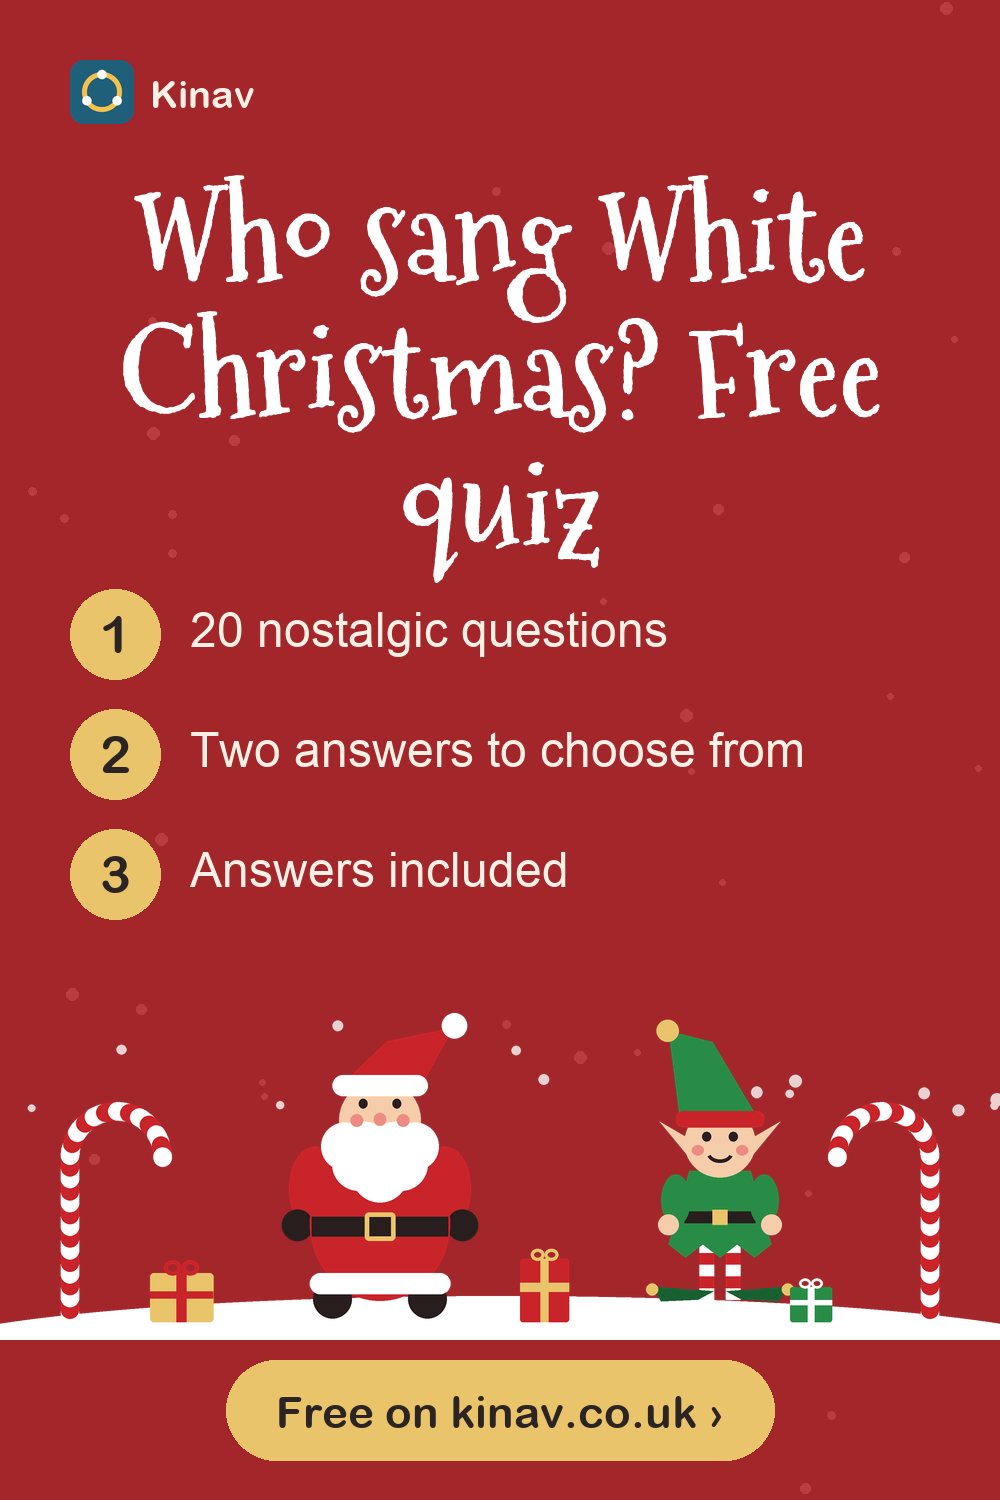 Kinav
Who sang White
Christmas? Free
quiz
1 20 nostalgic questions
2 Two answers to choose from
3 Answers included
Free on kinav.co.uk ›